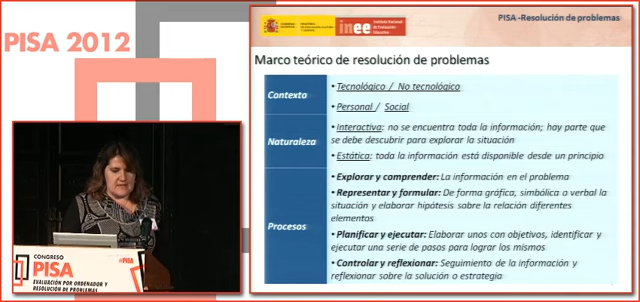 PISA 2012
CONGRESO
PISA
#PISA
EVALUACIÓN POR ORDENADOR Y
RESOLUCIÓN DE PROBLEMAS
inee
Instituto Nacional
de Evaluación
Educativa
PISA -Resolución de problemas
Marco teórico de resolución de problemas
Contexto
• Tecnológico / No tecnológico
• Personal / Social
Naturaleza
• Interactiva: no se encuentra toda la información; hay parte que
se debe descubrir para explorar la situación
• Estática: toda la información está disponible desde un principio
Procesos
• Explorar y comprender: La información en el problema
• Representar y formular: De forma gráfica, simbólica o verbal la
situación y elaborar hipótesis sobre la relación diferentes
elementos
• Planificar y ejecutar: Elaborar unos con objetivos, identificar y
ejecutar una serie de pasos para lograr los mismos
• Controlar y reflexionar: Seguimiento de la información y
reflexionar sobre la solución o estrategia